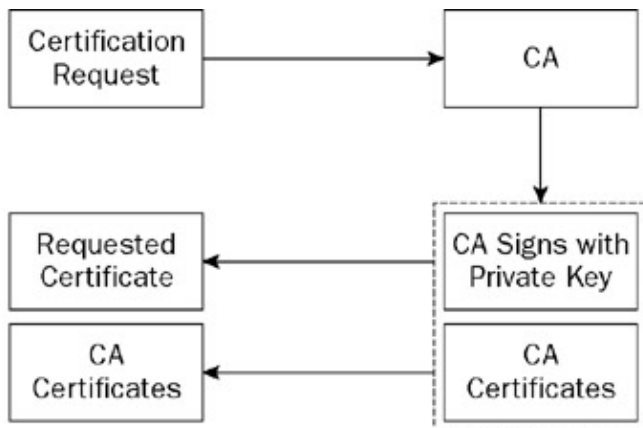 Certification
Request
CA
Requested
Certificate
CA Signs with
Private Key
CA
Certificates
CA
Certificates